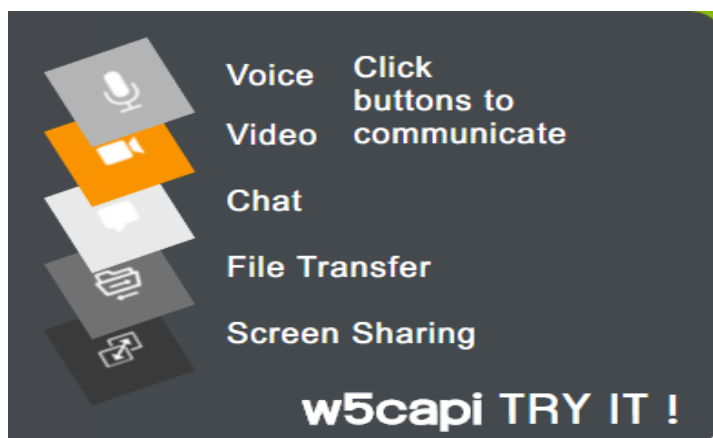 Voice
Click
buttons to
communicate
Video
Chat
File Transfer
Screen Sharing
w5capi TRY IT !